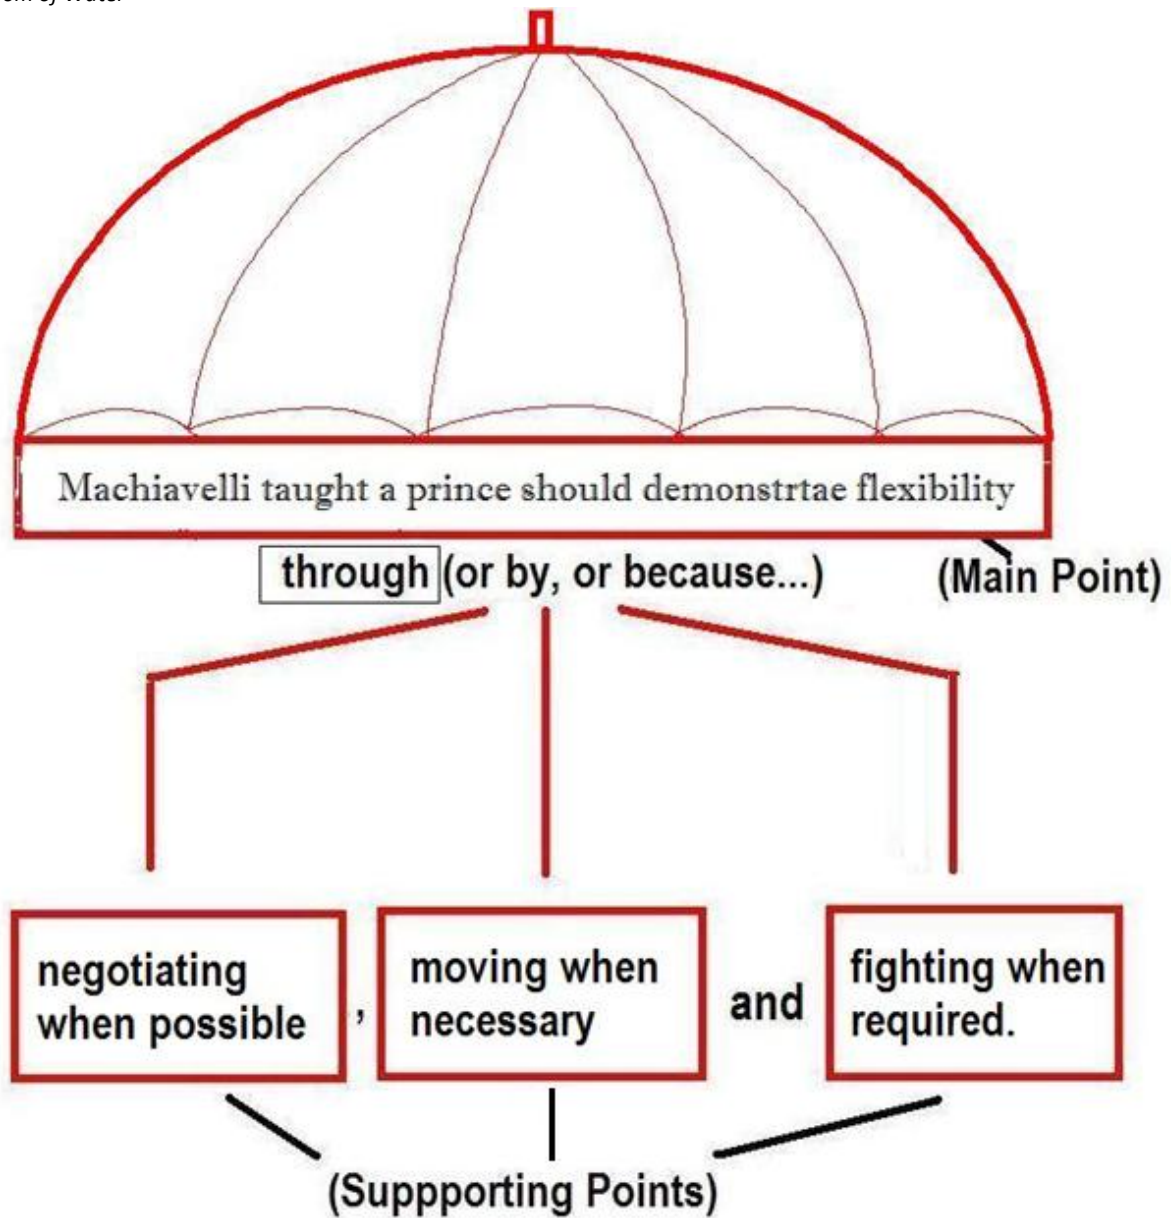 Water
Machiavelli taught a prince should demonstrtae flexibility
through (or by, or because...)
(Main Point)
negotiating
when possible
,
moving when
necessary
and
fighting when
required.
(Suppporting Points)